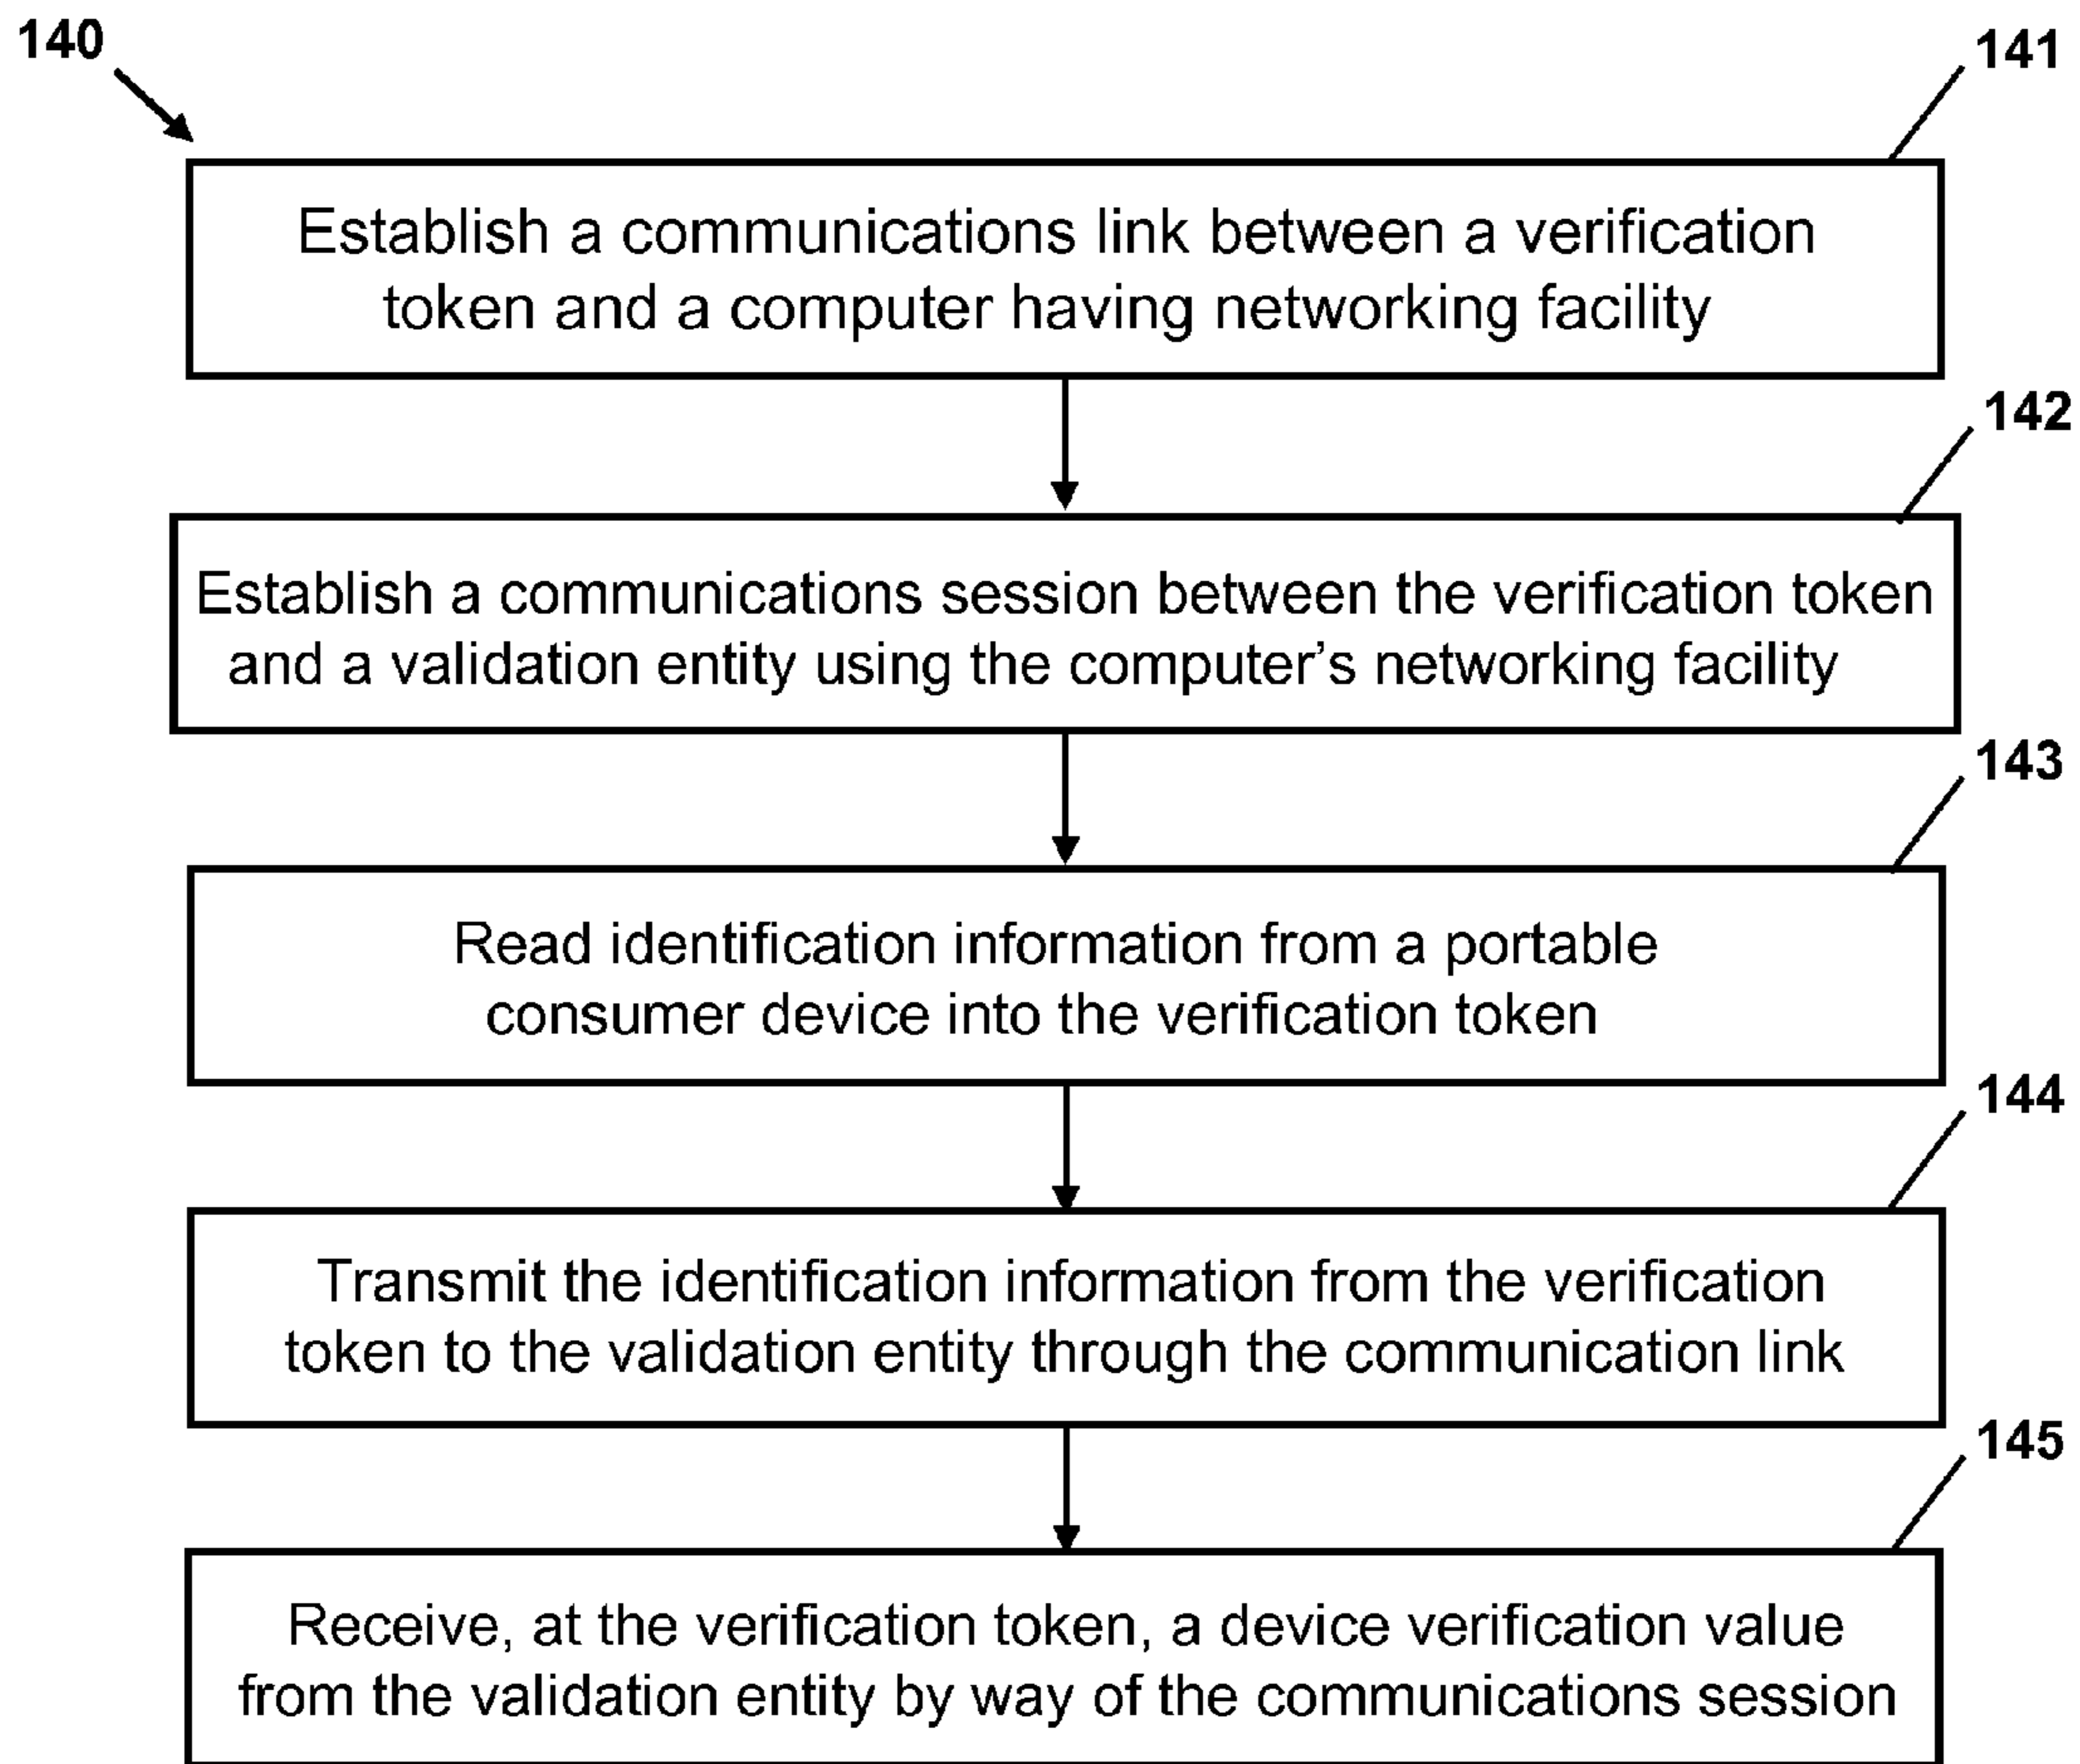 140
141
Establish a communications link between a verification
token and a computer having networking facility
142
Establish a communications session between the verification token
and a validation entity using the computer's networking facility
143
Read identification information from a portable
consumer device into the verification token
144
Transmit the identification information from the verification
token to the validation entity through the communication link
145
Receive, at the verification token, a device verification value
from the validation entity by way of the communications session